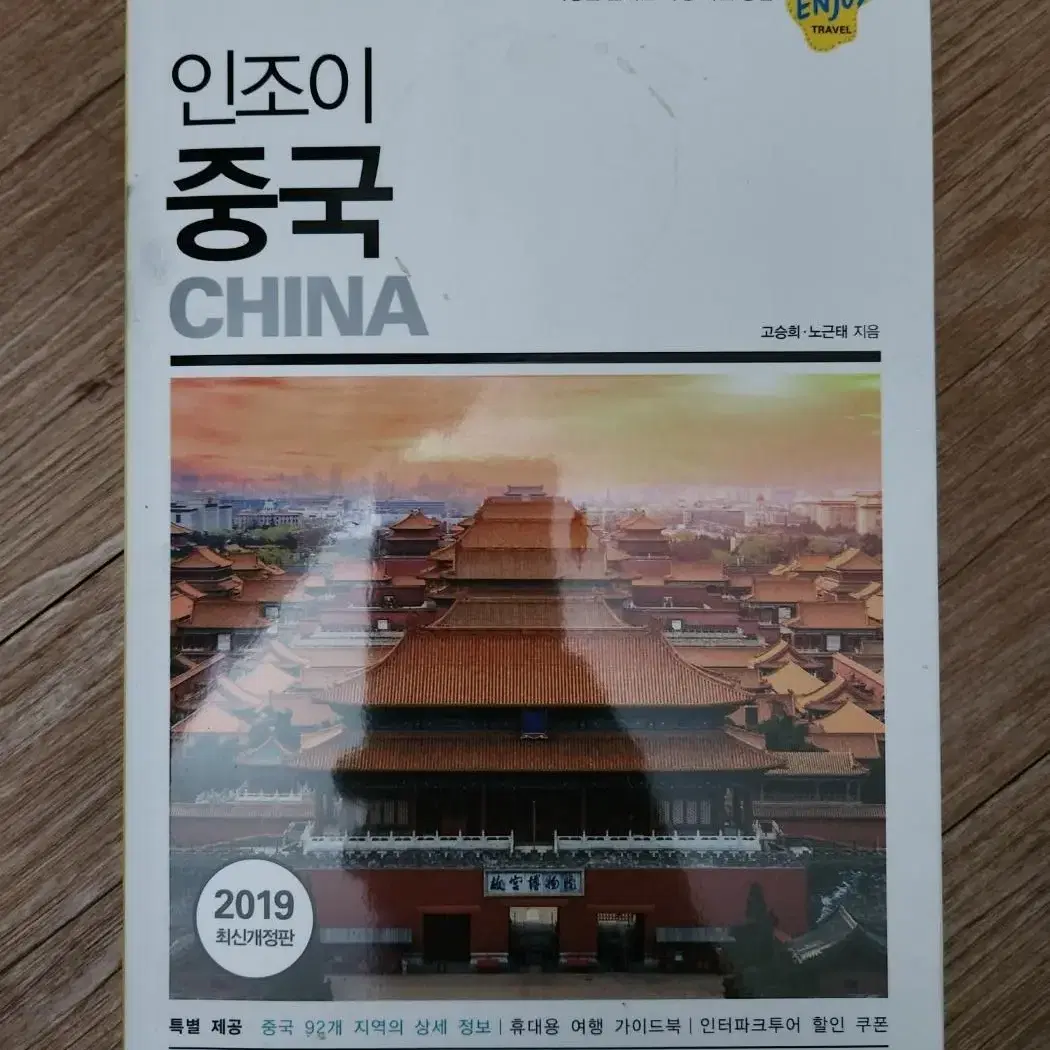 ENJOY
TRAVEL
인조이
중국
CHINA
고승희·노근태 지음
故宫博物院
2019
최신개정판
특별 제공 중국 92개 지역의 상세 정보 | 휴대용 여행 가이드북 | 인터파크투어 할인 쿠폰